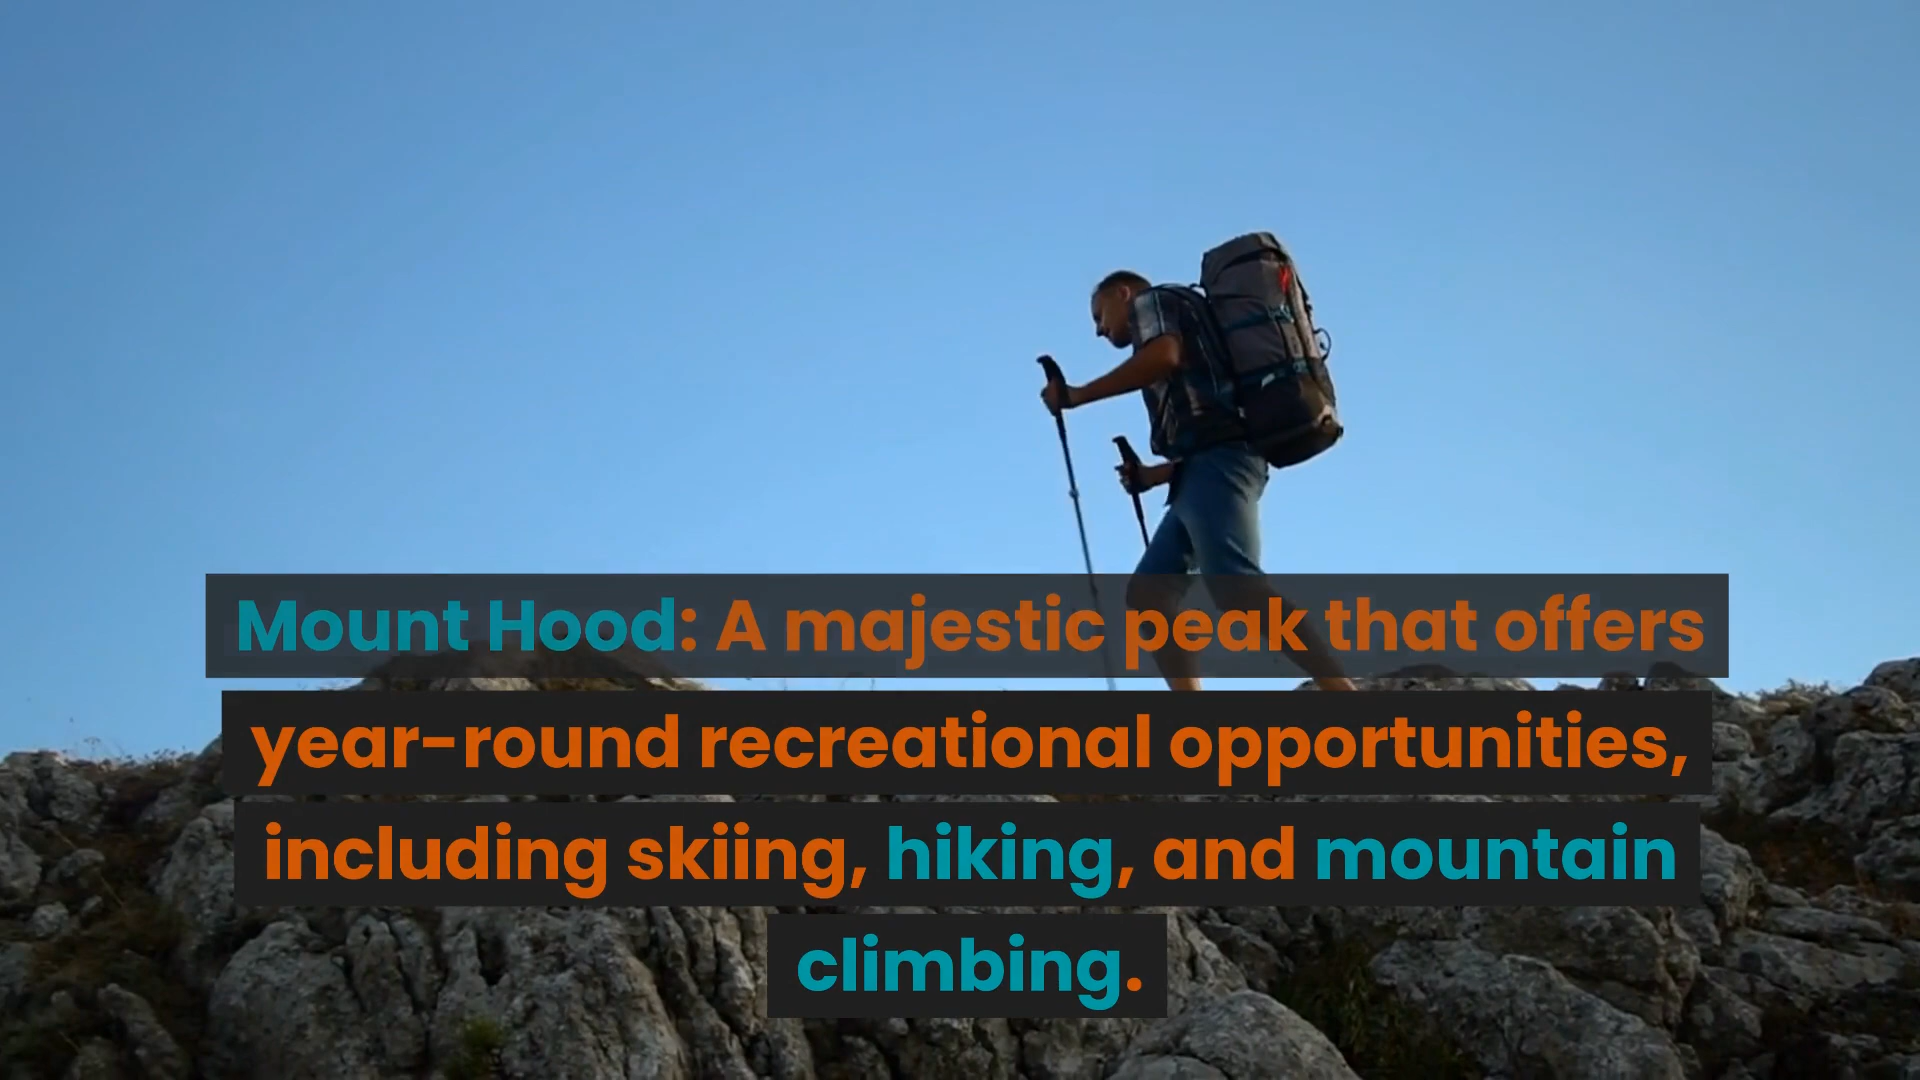 Mount Hood: A majestic peak that offers
year-round recreational opportunities,
including skiing, hiking, and mountain
climbing.